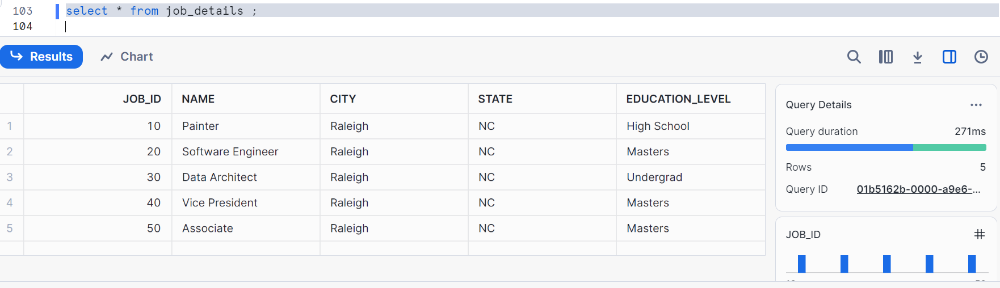 103 select * from job_details ;
104
Results Chart
JOB_ID NAME CITY STATE EDUCATION_LEVEL
1 10 Painter Raleigh NC High School
2 20 Software Engineer Raleigh NC Masters
3 30 Data Architect Raleigh NC Undergrad
4 40 Vice President Raleigh NC Masters
5 50 Associate Raleigh NC Masters
Query Details
Query duration 271ms
Rows 5
Query ID 01b5162b-0000-a9e6-...
JOB_ID